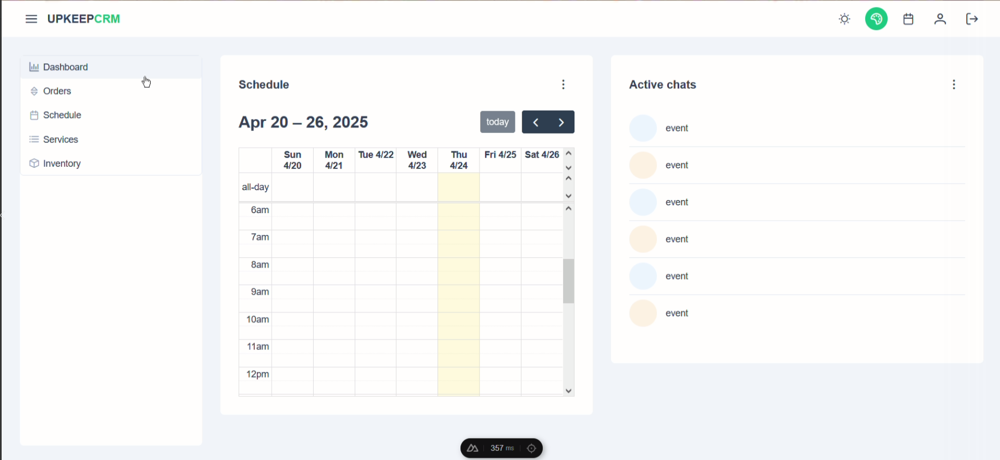 UPKEEPCRM
Dashboard
Orders
Schedule
Services
Inventory
Schedule
Apr 20 – 26, 2025
today
Sun 4/20
Mon 4/21
Tue 4/22
Wed 4/23
Thu 4/24
Fri 4/25
Sat 4/26
all-day
6am
7am
8am
9am
10am
11am
12pm
Active chats
event
event
event
event
event
event
357 ms